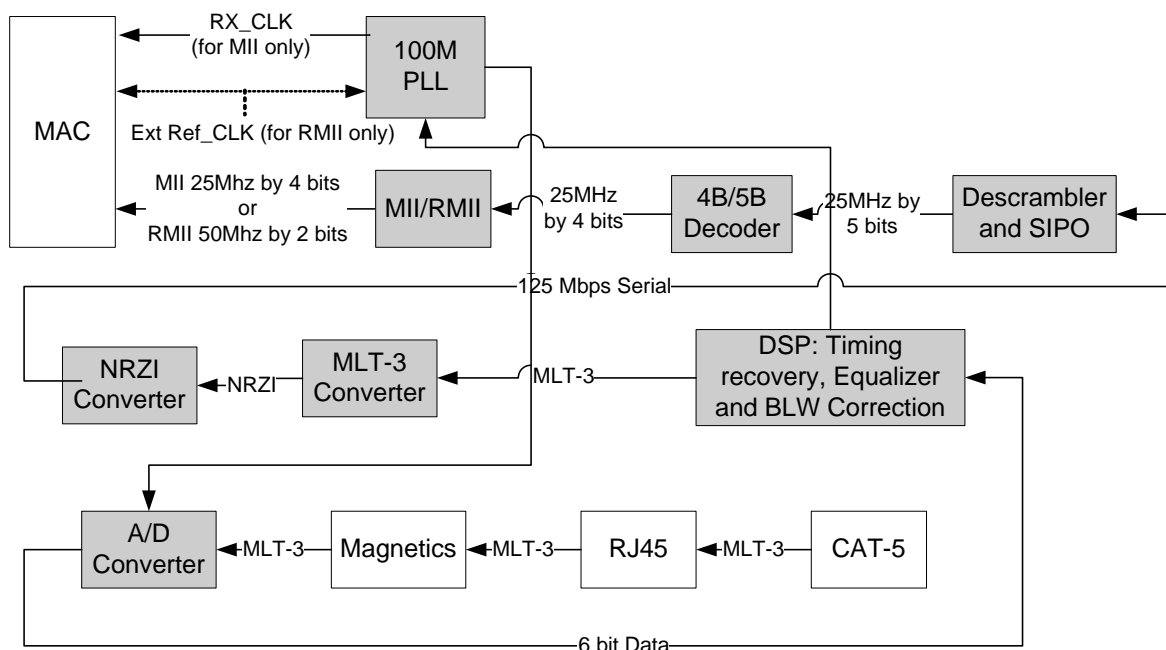 RX_CLK
(for MII only)
100M
PLL
MAC
Ext Ref_CLK (for RMII only)
MII 25Mhz by 4 bits
or
RMII 50Mhz by 2 bits
MII/RMII
25MHz
by 4 bits
4B/5B
Decoder
25MHz by
5 bits
Descrambler
and SIPO
125 Mbps Serial
NRZI
Converter
NRZI
MLT-3
Converter
MLT-3
DSP: Timing
recovery, Equalizer
and BLW Correction
A/D
Converter
MLT-3
Magnetics
MLT-3
RJ45
MLT-3
CAT-5
6 bit Data